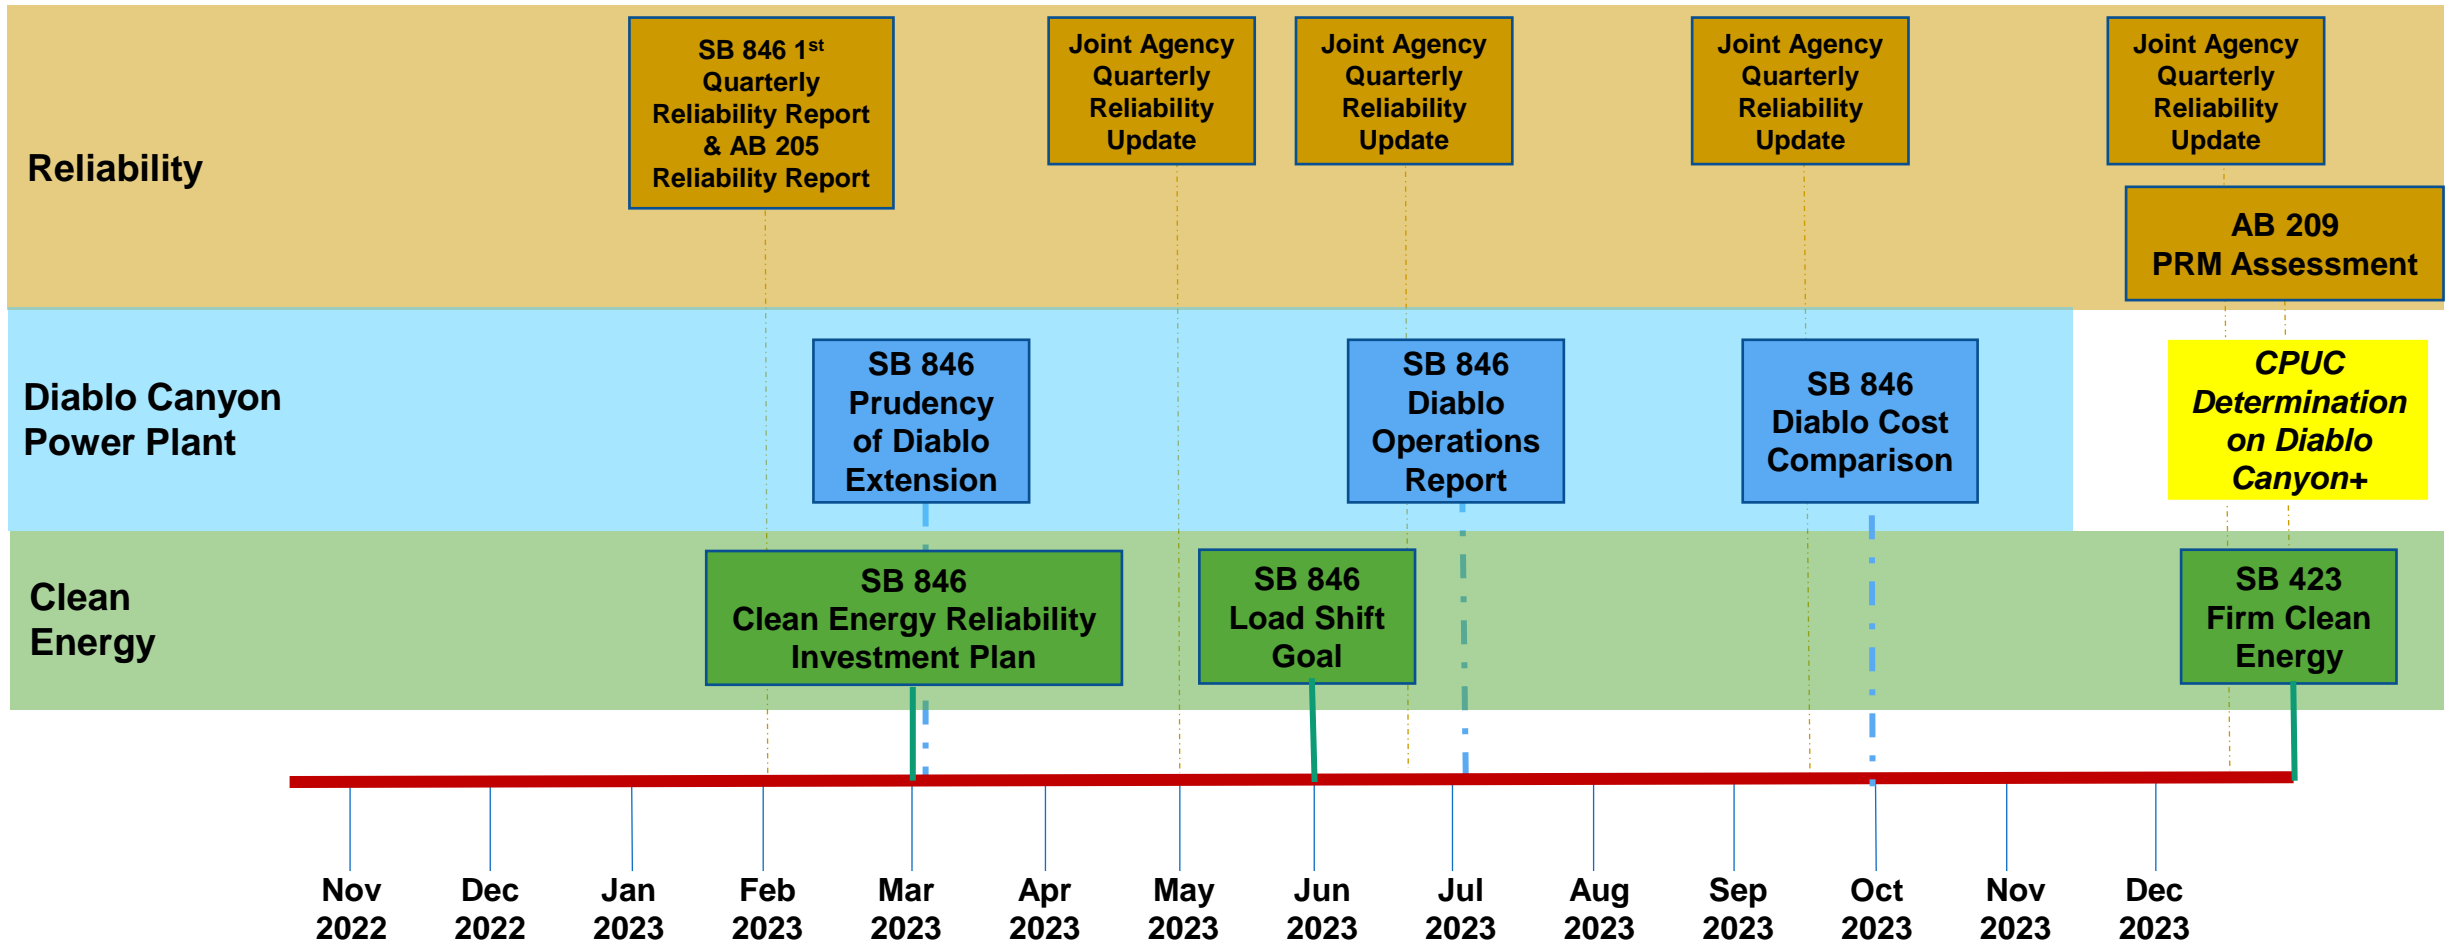 Reliability
SB 846 1st
Quarterly
Reliability Report
& AB 205
Reliability Report
Joint Agency
Quarterly
Reliability
Update
Joint Agency
Quarterly
Reliability
Update
Joint Agency
Quarterly
Reliability
Update
Joint Agency
Quarterly
Reliability
Update
AB 209
PRM Assessment
Diablo Canyon
Power Plant
SB 846
Prudency
of Diablo
Extension
SB 846
Diablo
Operations
Report
SB 846
Diablo Cost
Comparison
CPUC
Determination
on Diablo
Canyon+
Clean
Energy
SB 846
Clean Energy Reliability
Investment Plan
SB 846
Load Shift
Goal
SB 423
Firm Clean
Energy
Nov
2022
Dec
2022
Jan
2023
Feb
2023
Mar
2023
Apr
2023
May
2023
Jun
2023
Jul
2023
Aug
2023
Sep
2023
Oct
2023
Nov
2023
Dec
2023